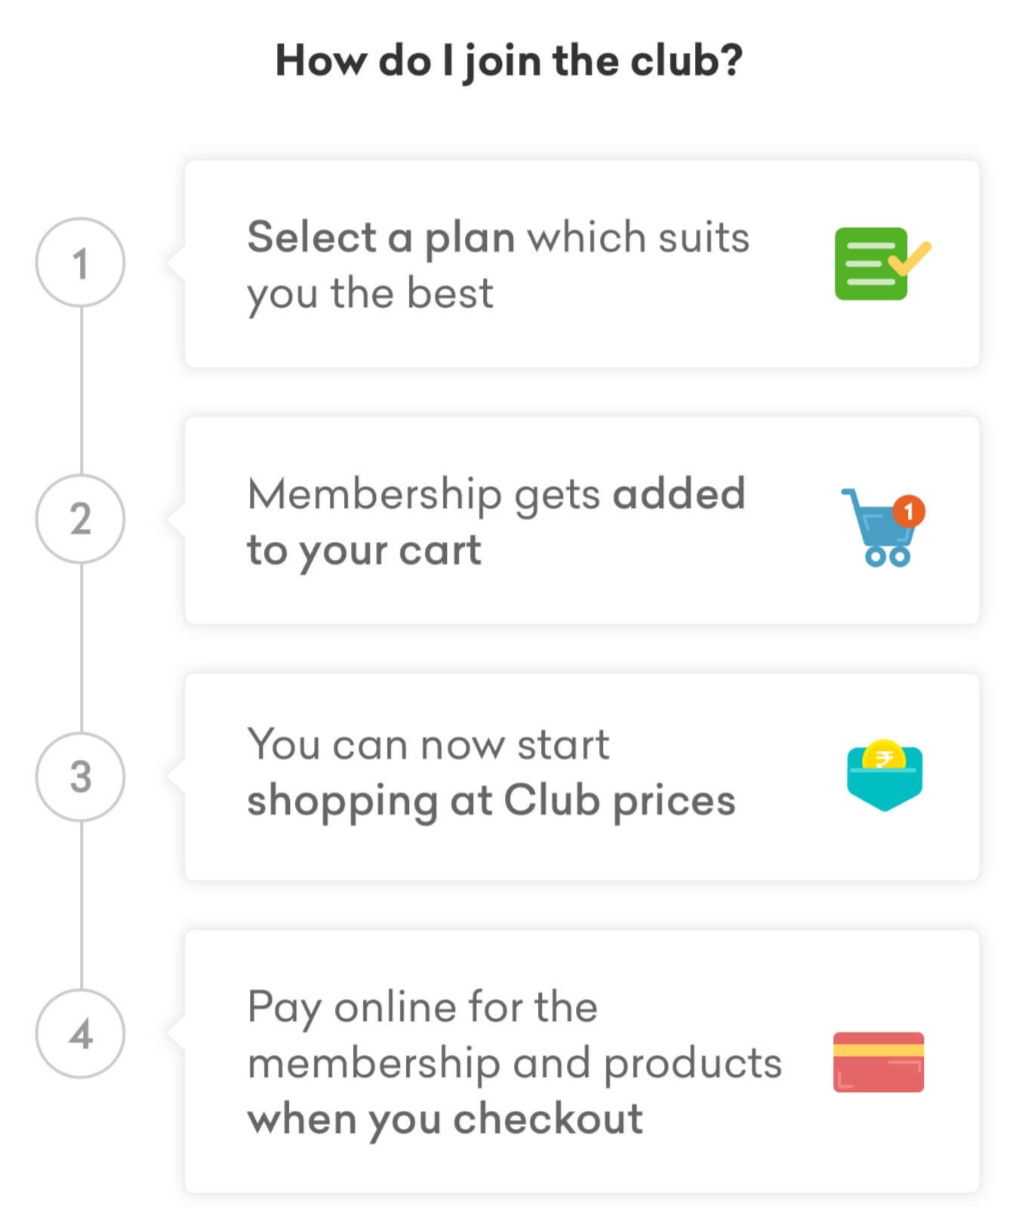 How do I join the club?
1
Select a plan which suits
you the best
2
Membership gets added
to your cart
1
3
You can now start
shopping at Club prices
₹
4
Pay online for the
membership and products
when you checkout